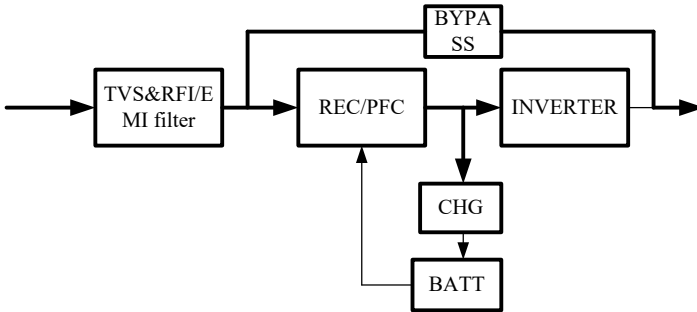 BYPA
SS
TVS&RFI/E
MI filter
REC/PFC
INVERTER
CHG
BATT